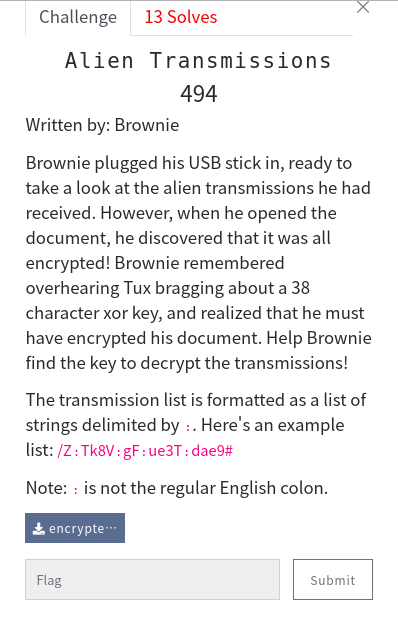 Challenge 13 Solves ×
Alien Transmissions
494
Written by: Brownie
Brownie plugged his USB stick in, ready to
take a look at the alien transmissions he had
received. However, when he opened the
document, he discovered that it was all
encrypted! Brownie remembered
overhearing Tux bragging about a 38
character xor key, and realized that he must
have encrypted his document. Help Brownie
find the key to decrypt the transmissions!
The transmission list is formatted as a list of
strings delimited by ꞉. Here's an example
list: /Z꞉Tk8V꞉gF꞉ue3T꞉dae9#
Note: ꞉ is not the regular English colon.
encrypte…
Flag
Submit